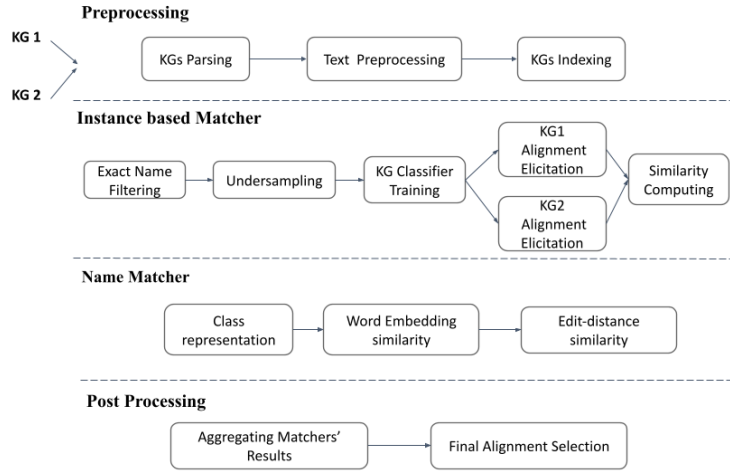 Preprocessing
KG 1
KG 2
KGs Parsing
Text Preprocessing
KGs Indexing
Instance based Matcher
Exact Name
Filtering
Undersampling
KG Classifier
Training
KG1
Alignment
Elicitation
KG2
Alignment
Elicitation
Similarity
Computing
Name Matcher
Class
representation
Word Embedding
similarity
Edit-distance
similarity
Post Processing
Aggregating Matchers'
Results
Final Alignment Selection